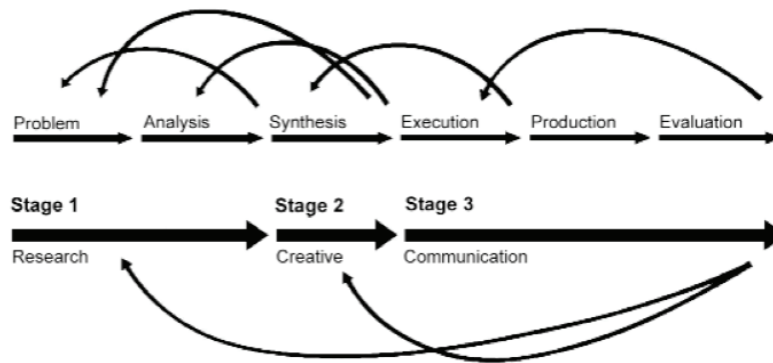 Problem Analysis Synthesis Execution Production Evaluation
Stage 1 Stage 2 Stage 3
Research Creative Communication